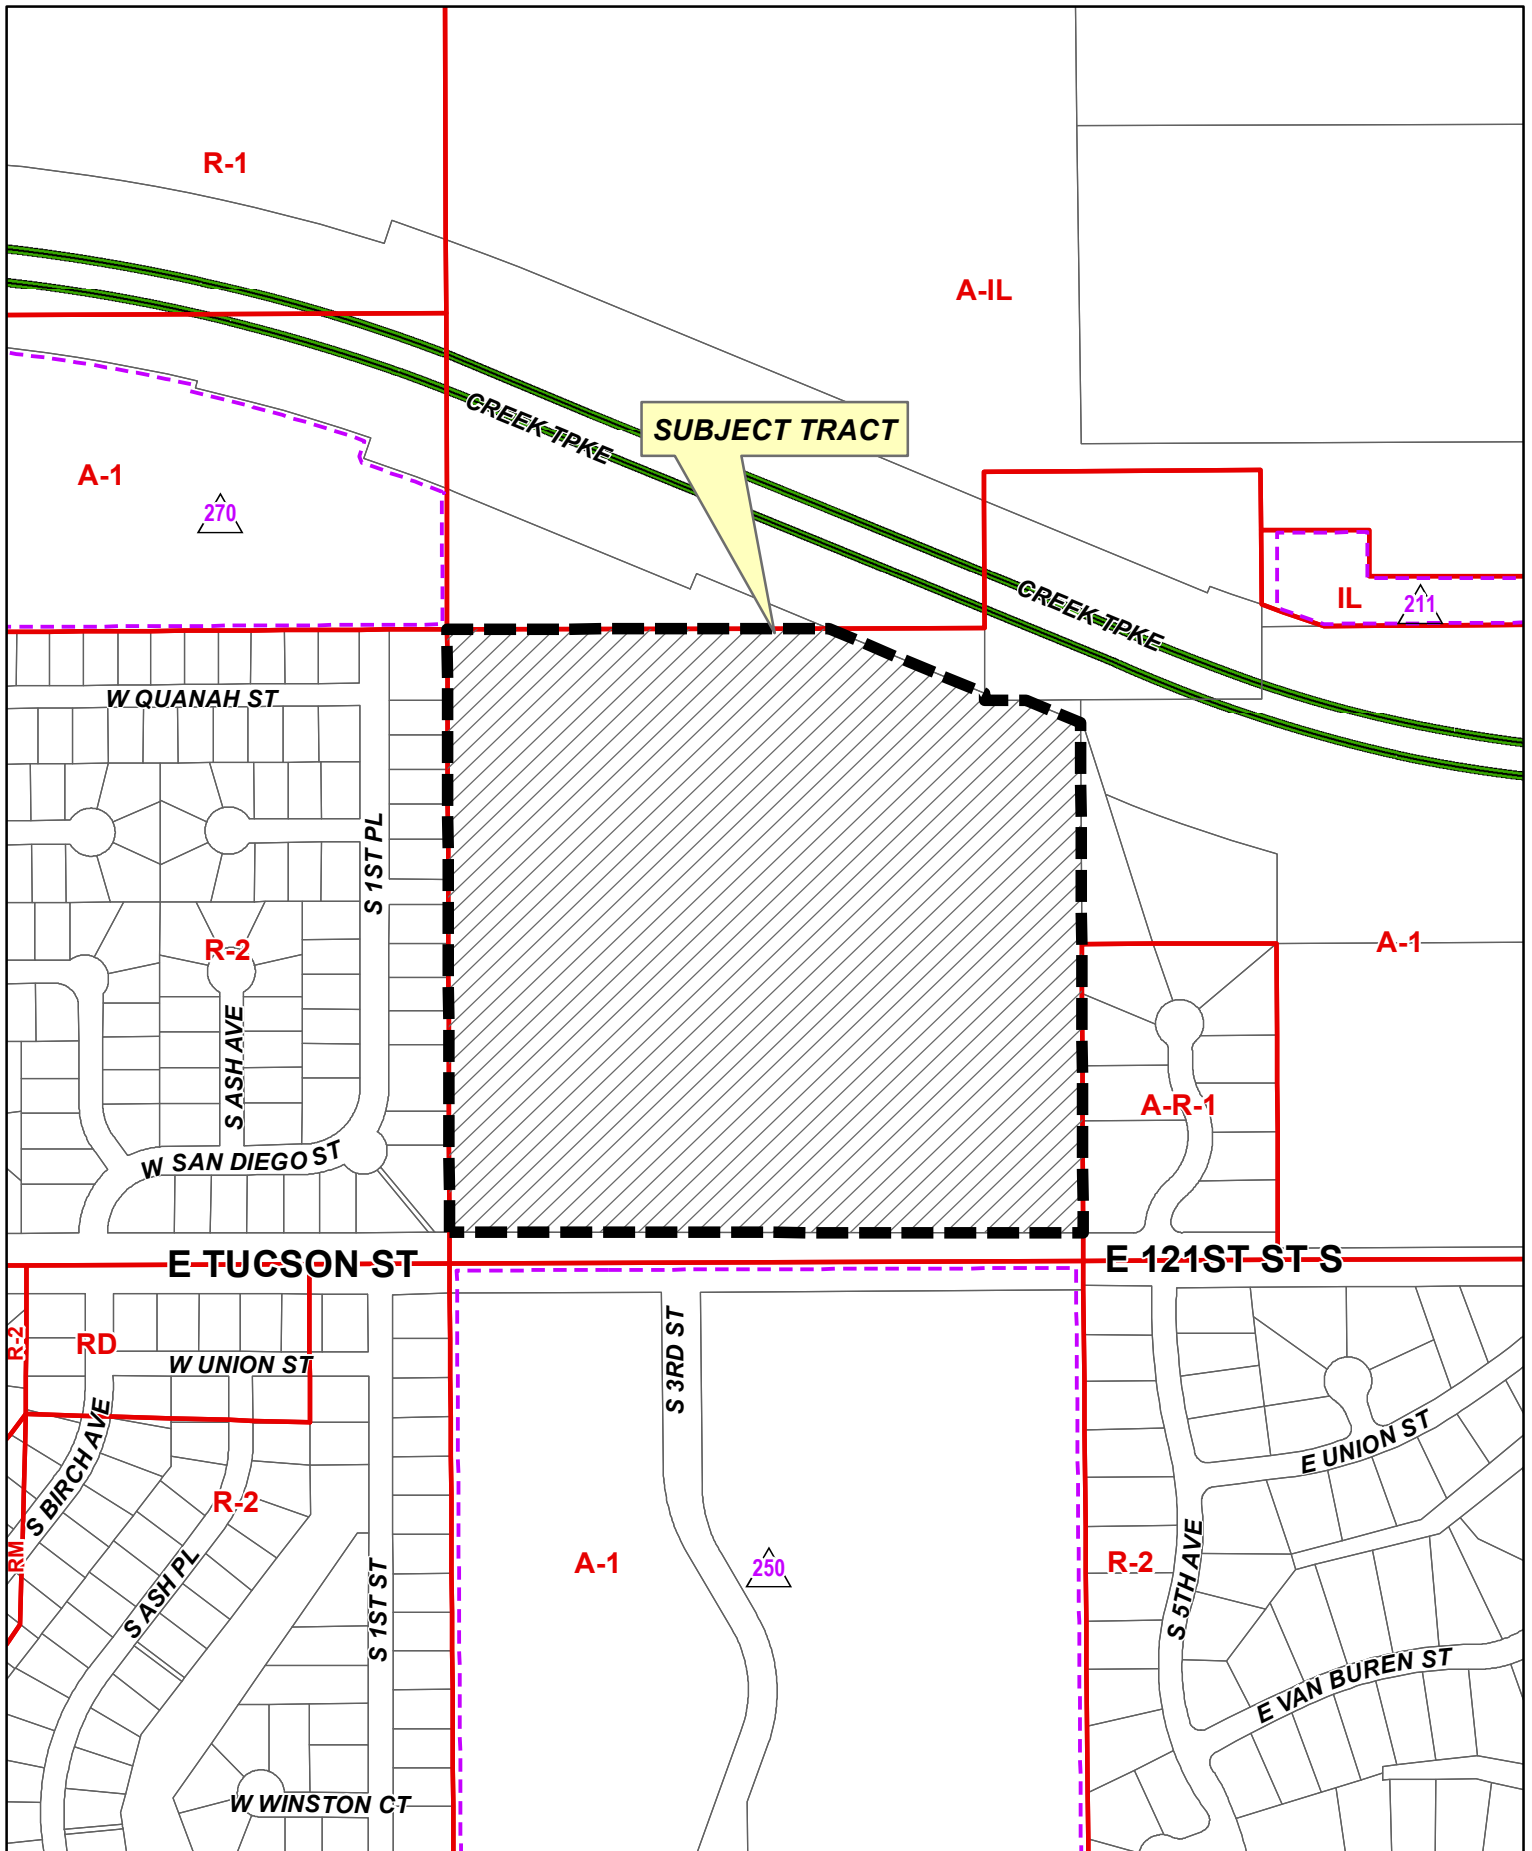 R-1
A-IL
CREEK TPKE
SUBJECT TRACT
A-1
270
CREEK TPKE
IL
211
W QUANAH ST
S 1ST PL
R-2
A-1
S ASH AVE
A-R-1
W SAN DIEGO ST
E TUCSON ST
E 121ST ST S
R-2
RD
W UNION ST
S 3RD ST
S BIRCH AVE
E UNION ST
R-2
RM
A-1
250
R-2
S 5TH AVE
S ASH PL
S 1ST ST
E VAN BUREN ST
W WINSTON CT